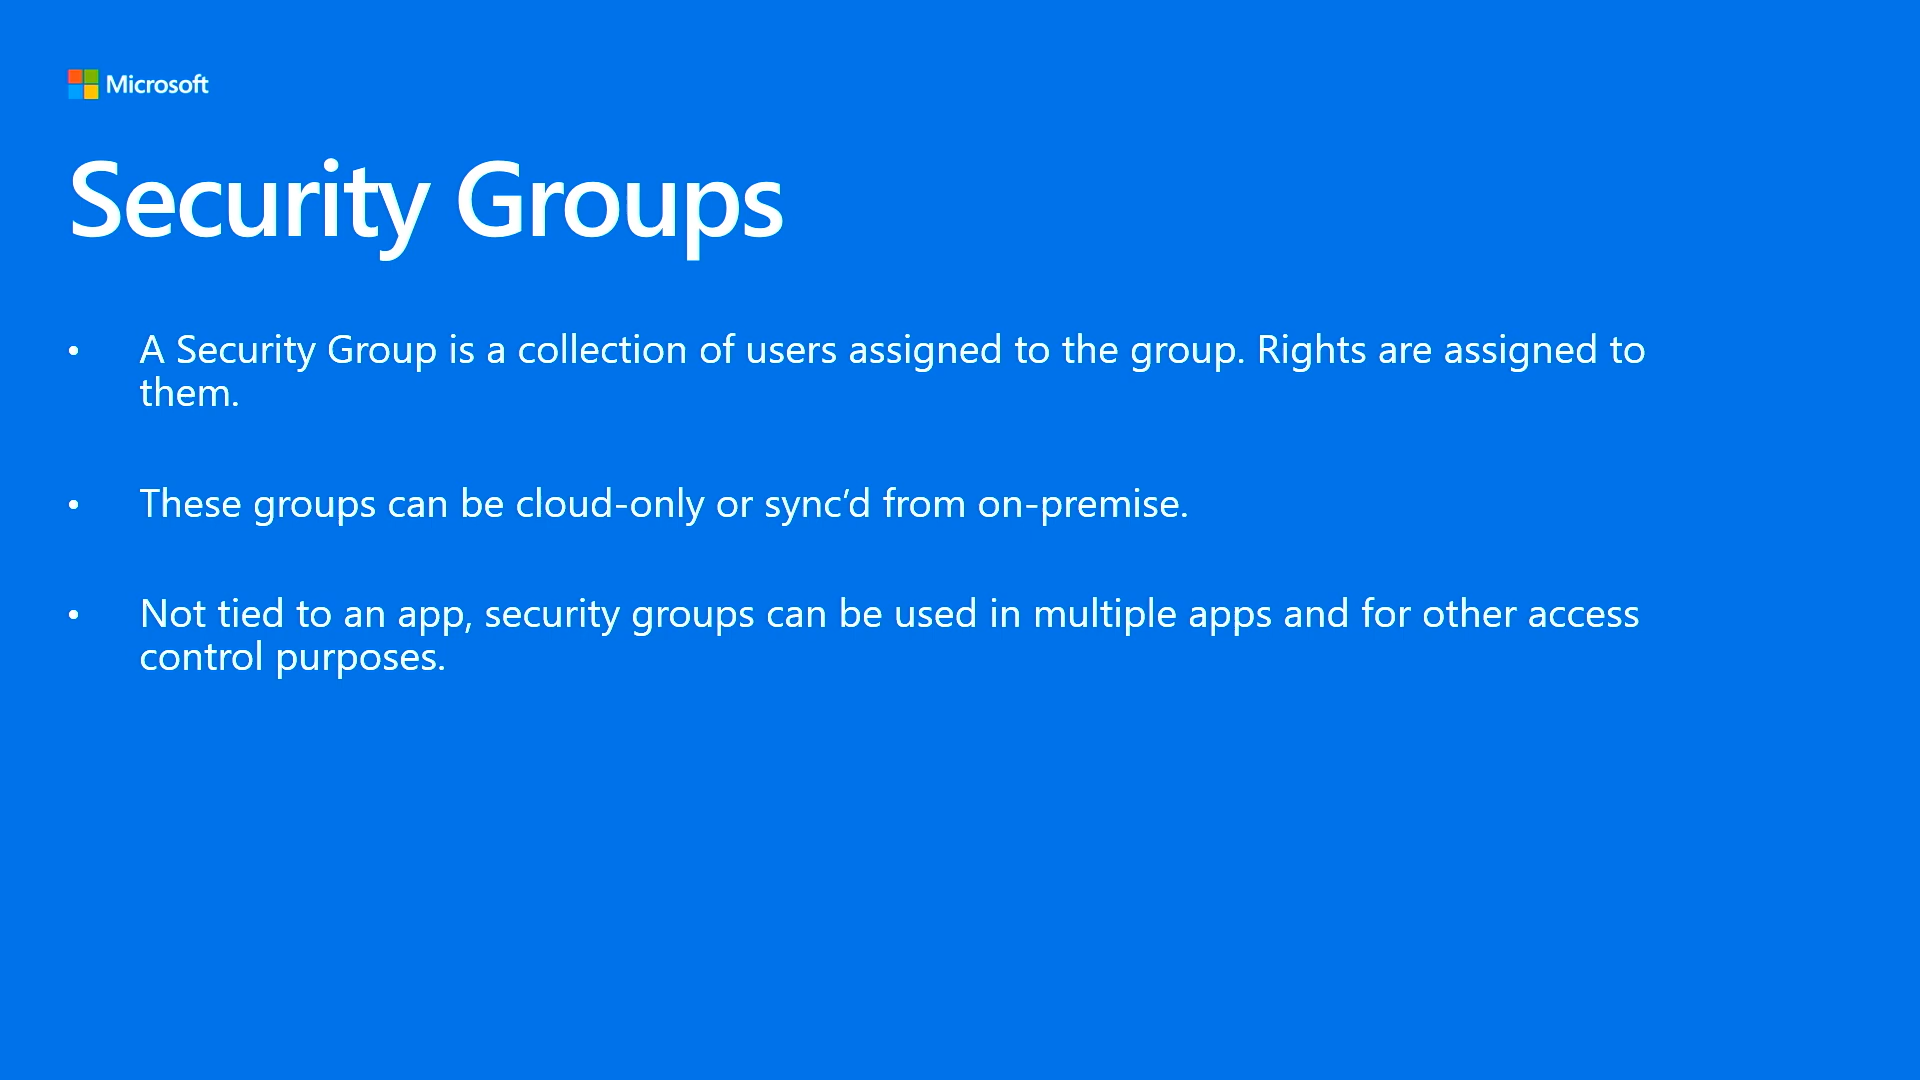 Microsoft
Security Groups
• A Security Group is a collection of users assigned to the group. Rights are assigned to
them.
• These groups can be cloud-only or sync’d from on-premise.
• Not tied to an app, security groups can be used in multiple apps and for other access
control purposes.